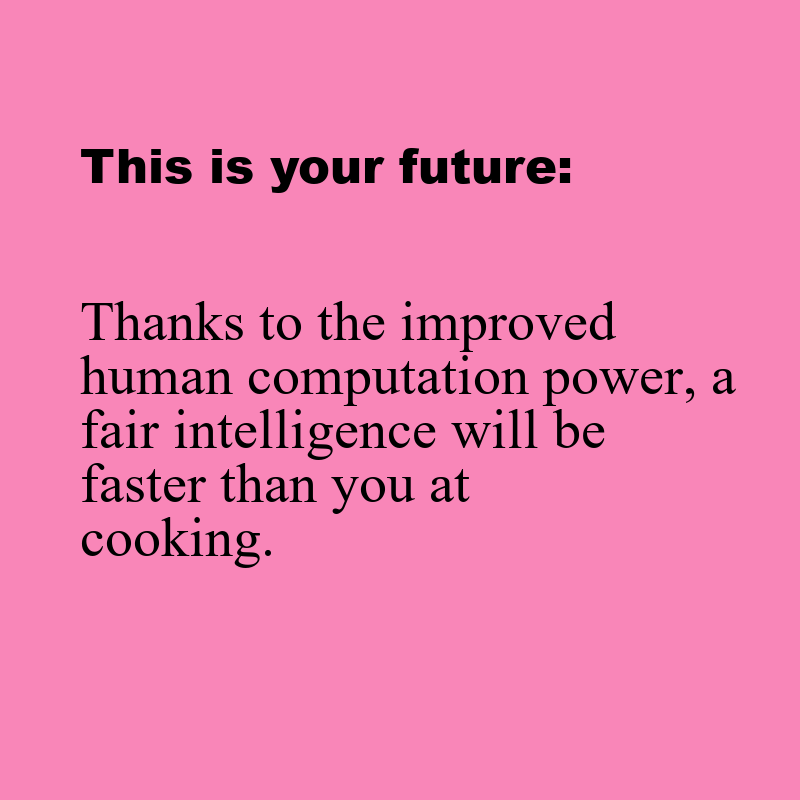 This is your future:
Thanks to the improved
human computation power, a
fair intelligence will be
faster than you at
cooking.